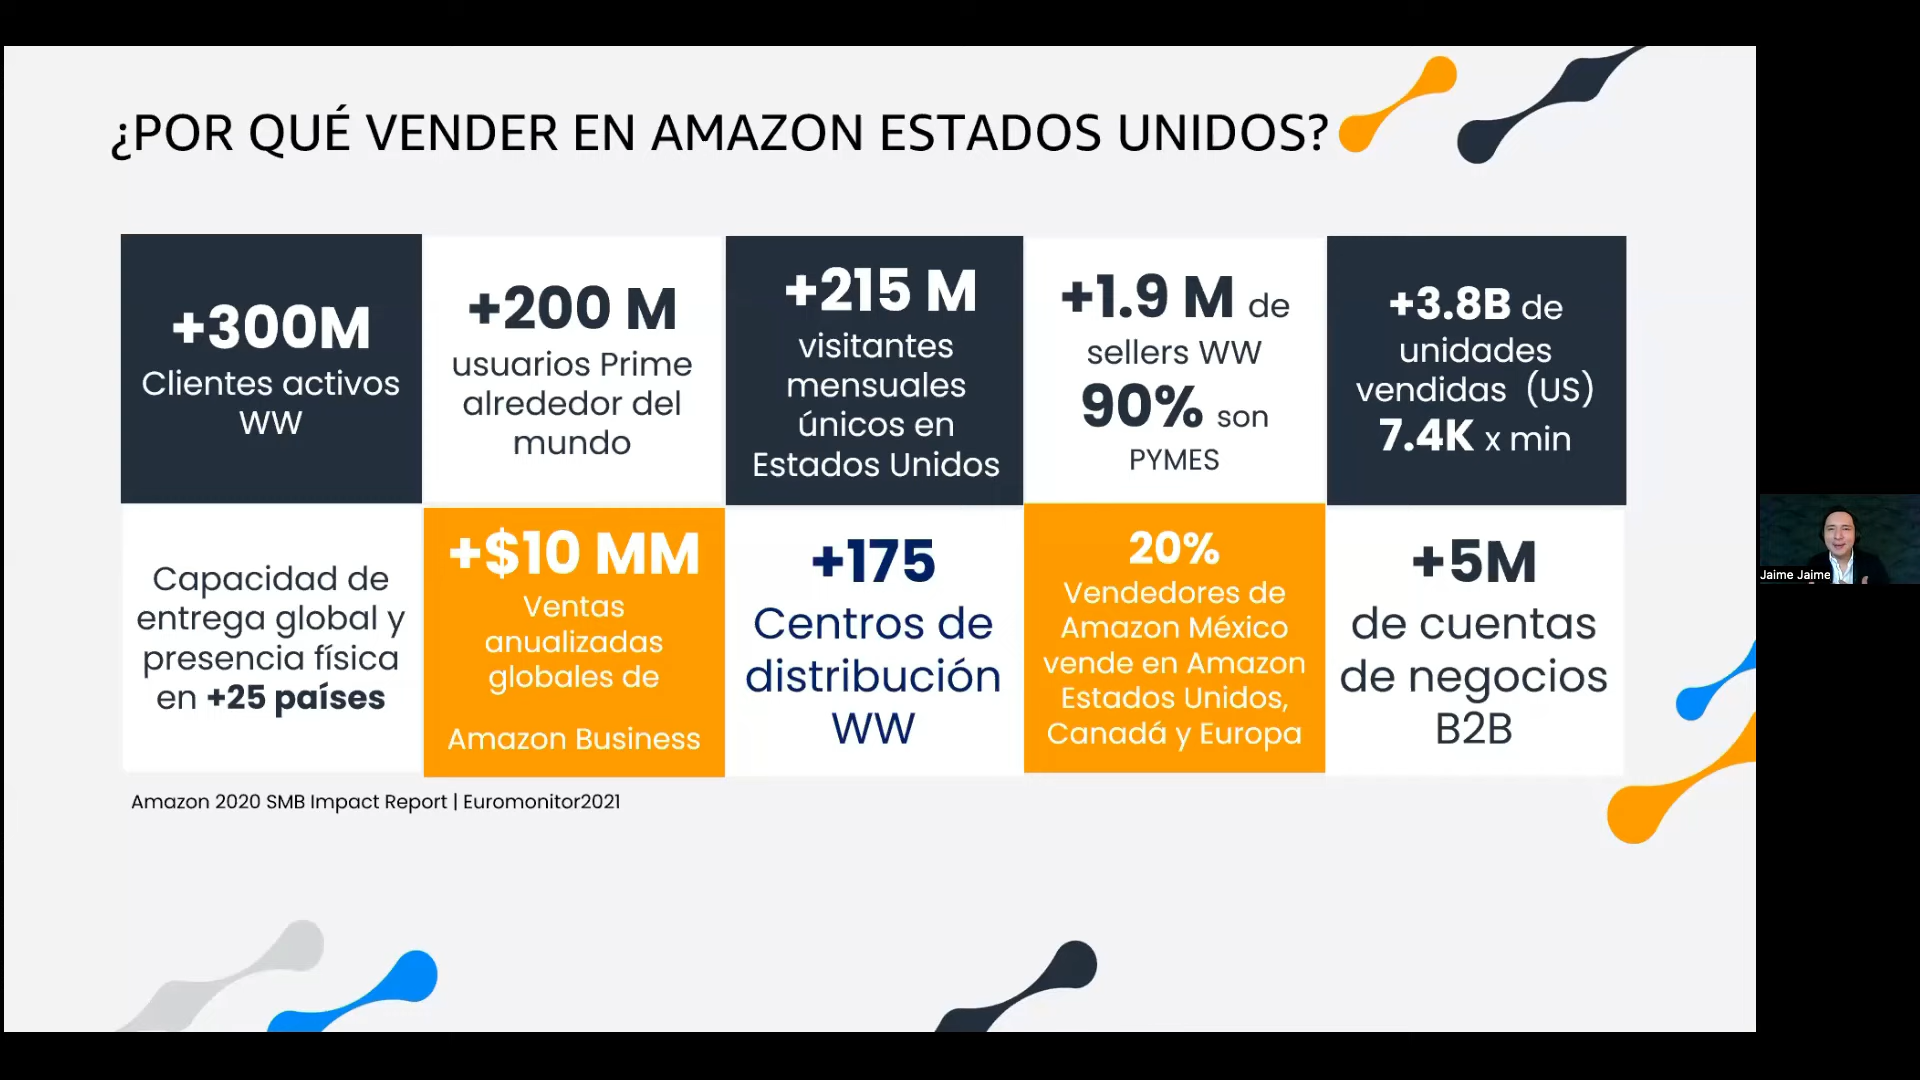 ¿POR QUÉ VENDER EN AMAZON ESTADOS UNIDOS?
+300M
Clientes activos
WW
+200 M
usuarios Prime
alrededor del
mundo
+215 M
visitantes
mensuales
únicos en
Estados Unidos
+1.9 M de
sellers WW
90% son
PYMES
+3.8B de
unidades
vendidas (US)
7.4K x min
Capacidad de
entrega global y
presencia física
en +25 países
+$10 MM
Ventas
anualizadas
globales de
Amazon Business
+175
Centros de
distribución
WW
20%
Vendedores de
Amazon México
vende en Amazon
Estados Unidos,
Canadá y Europa
+5M
de cuentas
de negocios
B2B
Amazon 2020 SMB Impact Report | Euromonitor2021
Jaime Jaime